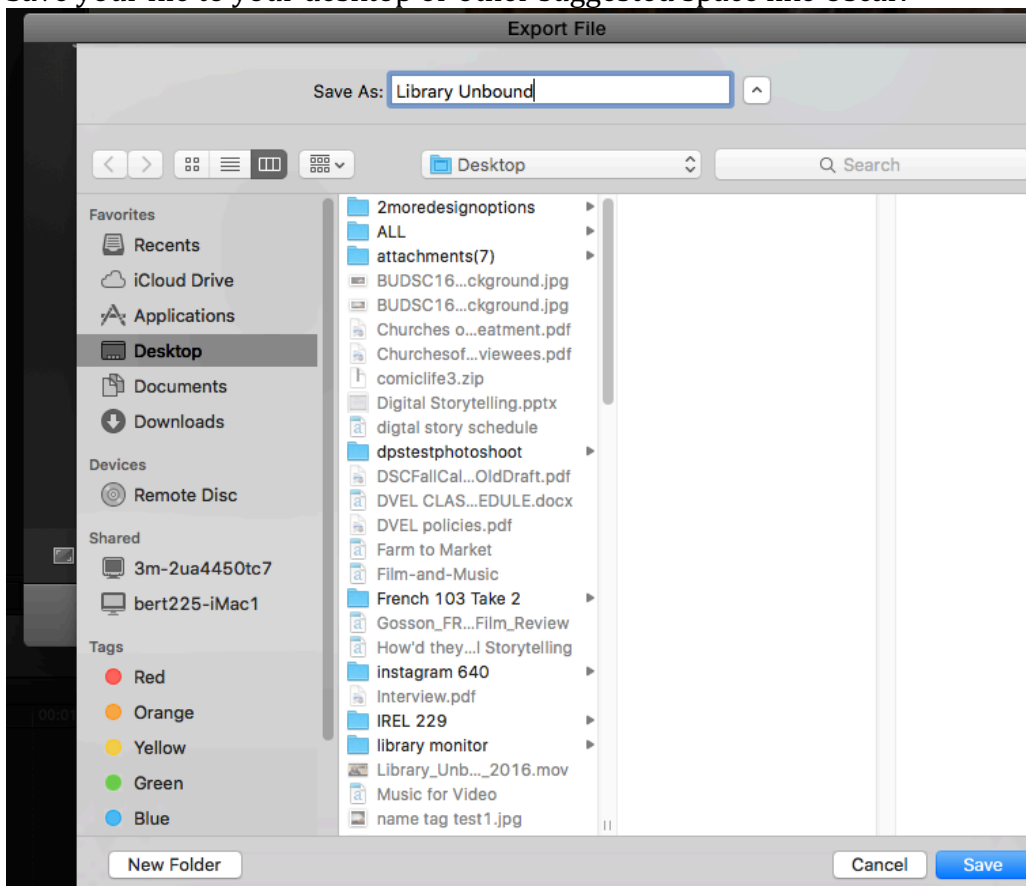 Export File
Save As: Library Unbound
Desktop
Search
Favorites
Recents
iCloud Drive
Applications
Desktop
Documents
Downloads
Devices
Remote Disc
Shared
3m-2ua4450tc7
bert225-iMac1
Tags
Red
Orange
Yellow
Green
Blue
2moredesignoptions
ALL
attachments(7)
BUDSC16...ckground.jpg
BUDSC16...ckground.jpg
Churches o...eatment.pdf
Churchesof...viewees.pdf
comiclife3.zip
Digital Storytelling.pptx
digtal story schedule
dpstestphotoshoot
DSCFallCal...OldDraft.pdf
DVEL CLAS...EDULE.docx
DVEL policies.pdf
Farm to Market
Film-and-Music
French 103 Take 2
Gosson_FR...Film_Review
How'd they...l Storytelling
instagram 640
Interview.pdf
IREL 229
library monitor
Library_Unb..._2016.mov
Music for Video
name tag test1.jpg
New Folder
Cancel
Save